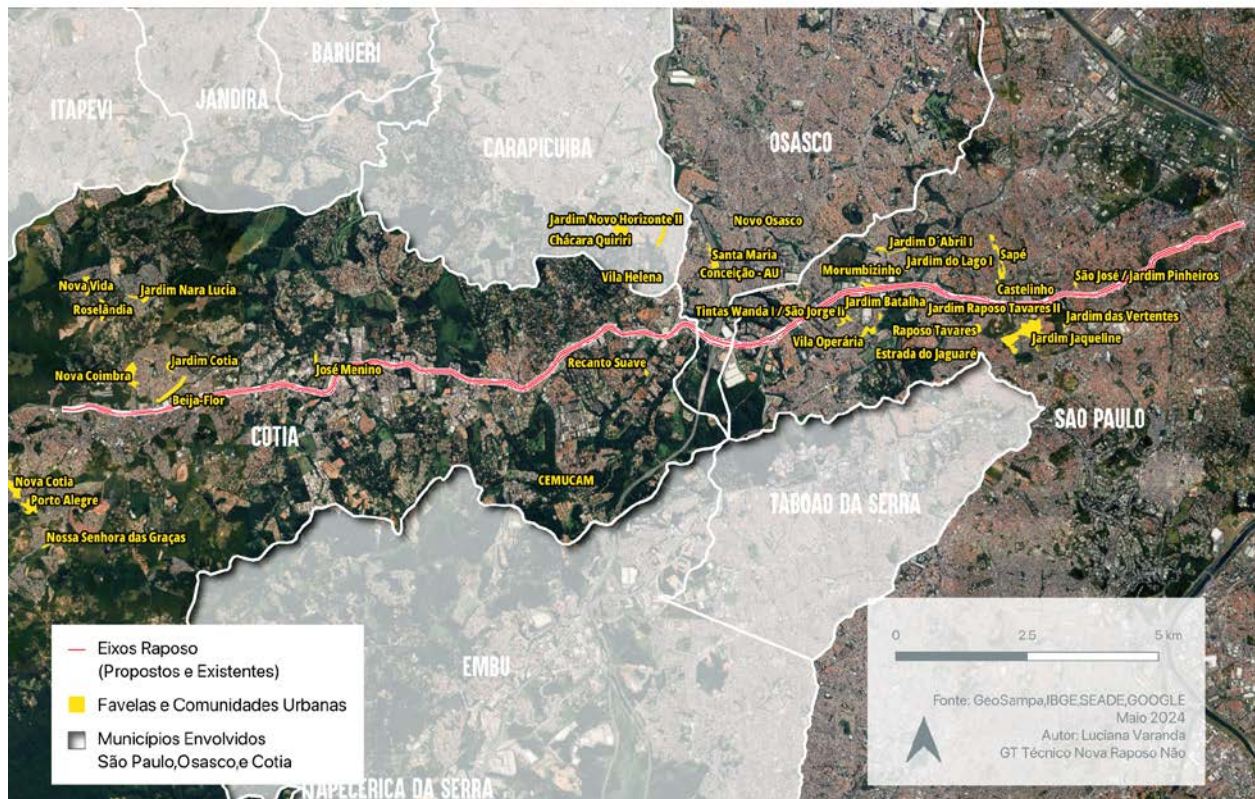 BARUERI
ITAPEVI
JANDIRA
CARAPICUIBA
OSASCO
Jardim Novo Horizonte II
Chácara Quiriri
Novo Osasco
Santa Maria
Conceição - AU
Vila Helena
Jardim D'Abril I
Jardim do Lago I
Sapé
Morumbizinho
Castelinho
São José / Jardim Pinheiros
Nova Vida
Jardim Nara Lucia
Roselândia
Tintas Wanda I / São Jorge II
Jardim Batalha
Jardim Raposo Tavares II
Jardim das Vertentes
Vila Operária
Raposo Tavares
Jardim Jaqueline
Estrada do Jaguaré
Jardim Cotia
Nova Coimbra
José Menino
Recanto Suave
Beija-Flor
COTIA
SAO PAULO
CEMUCAM
Nova Cotia
Porto Alegre
Nossa Senhora das Graças
TABOAO DA SERRA
EMBU
ITAPECERICA DA SERRA
Eixos Raposo
(Propostos e Existentes)
Favelas e Comunidades Urbanas
Municípios Envolvidos
São Paulo,Osasco,e Cotia
0 2.5 5 km
Fonte: GeoSampa,IBGE,SEADE,GOOGLE
Maio 2024
Autor: Luciana Varanda
GT Técnico Nova Raposo Não